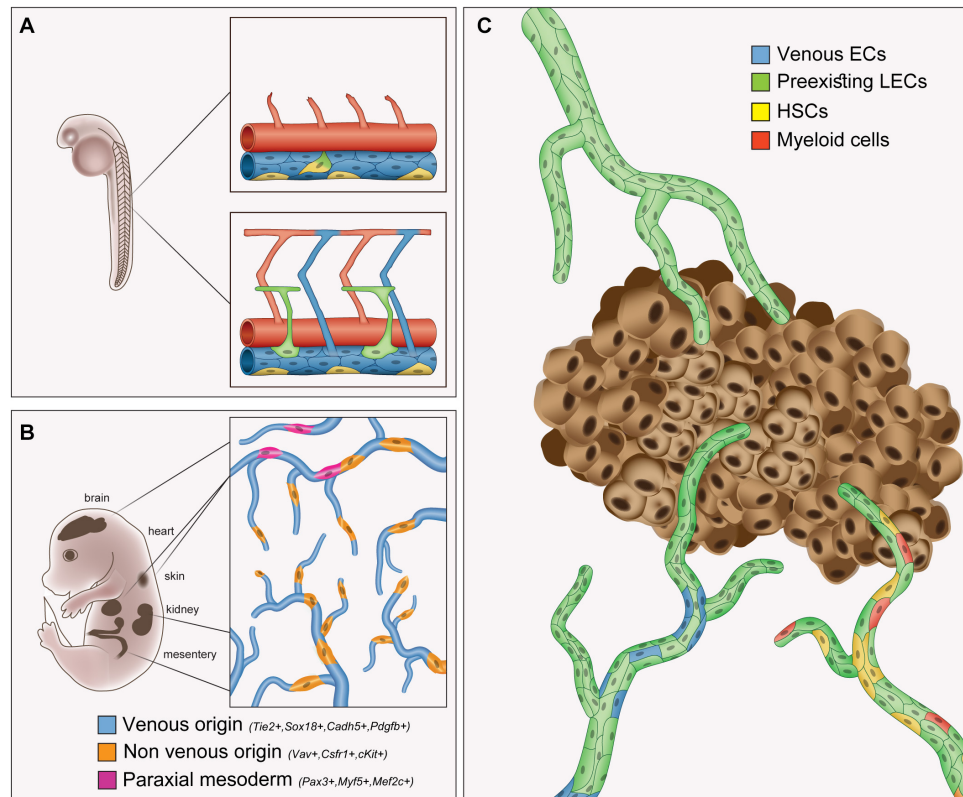 A
B
brain
heart
skin
kidney
mesentery
Venous origin (Tie2+,Sox18+,Cadh5+,Pdgfb+)
Non venous origin (Vav+,Csfr1+,cKit+)
Paraxial mesoderm (Pax3+,Myf5+,Mef2c+)
C
Venous ECs
Preexisting LECs
HSCs
Myeloid cells